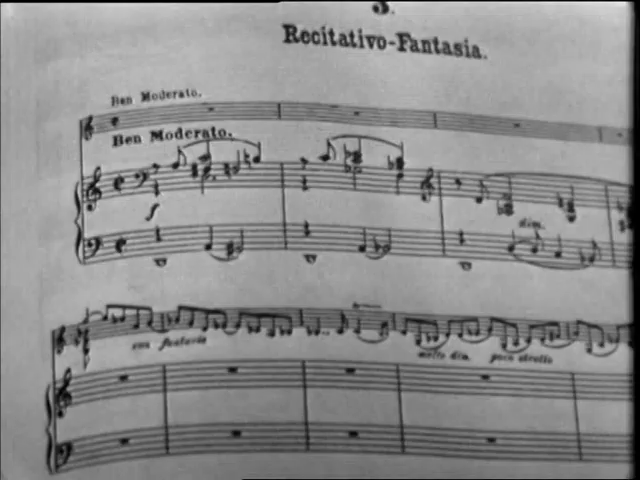 3.
Recitativo-Fantasia.
Ben Moderato.
Ben Moderato.
f
dim.
con fantasia
molto dim. poco stretto